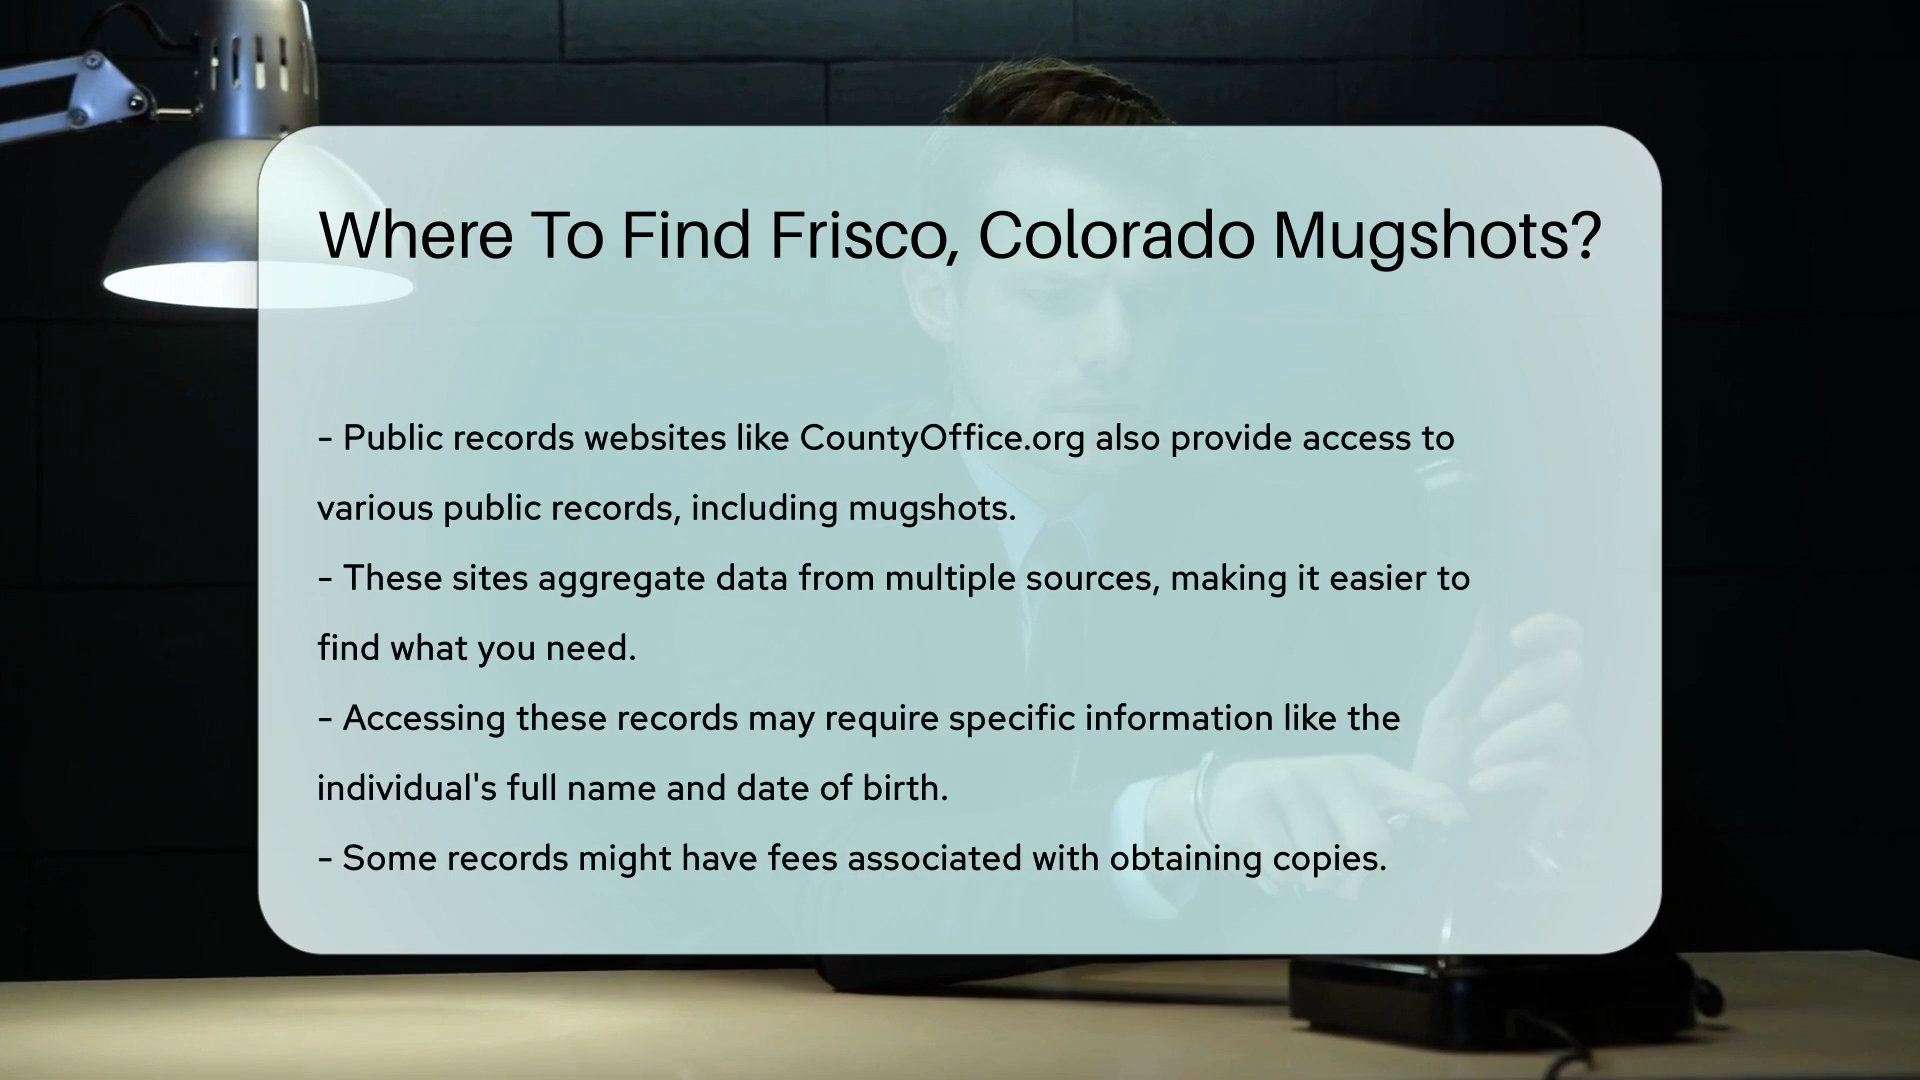 Where To Find Frisco, Colorado Mugshots?
- Public records websites like CountyOffice.org also provide access to
various public records, including mugshots.
- These sites aggregate data from multiple sources, making it easier to
find what you need.
- Accessing these records may require specific information like the
individual's full name and date of birth.
- Some records might have fees associated with obtaining copies.